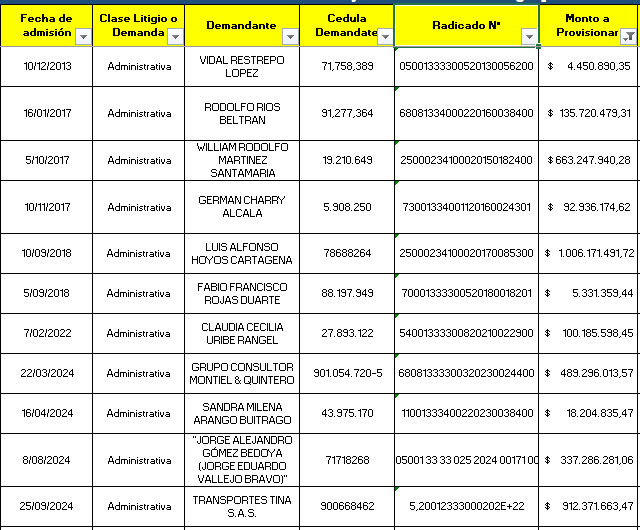 Fecha de admisión Clase Litigio o Demanda Demandante Cedula Demandate Radicado N° Monto a Provisionar
10/12/2013 Administrativa VIDAL RESTREPO LOPEZ 71,758,389 05001333300520130056200 $ 4.450.890,35
16/01/2017 Administrativa RODOLFO RIOS BELTRAN 91,277,364 68081334000220160038400 $ 135.720.479,31
5/10/2017 Administrativa WILLIAM RODOLFO MARTINEZ SANTAMARIA 19.210.649 25000234100020150182400 $ 663.247.940,28
10/11/2017 Administrativa GERMAN CHARRY ALCALA 5.908.250 73001334001120160024301 $ 92.936.174,62
10/09/2018 Administrativa LUIS ALFONSO HOYOS CARTAGENA 78688264 25000234100020170085300 $ 1.006.171.491,72
5/09/2018 Administrativa FABIO FRANCISCO ROJAS DUARTE 88.197.949 70001333300520180018201 $ 5.331.359,44
7/02/2022 Administrativa CLAUDIA CECILIA URIBE RANGEL 27.893.122 54001333300820210022900 $ 100.185.598,45
22/03/2024 Administrativa GRUPO CONSULTOR MONTIEL & QUINTERO 901.054.720-5 68081333300320230024400 $ 489.296.013,57
16/04/2024 Administrativa SANDRA MILENA ARANGO BUITRAGO 43.975.170 11001333400220230038400 $ 18.204.835,47
8/08/2024 Administrativa "JORGE ALEJANDRO GÓMEZ BEDOYA (JORGE EDUARDO VALLEJO BRAVO)" 71718268 05001 33 33 025 2024 00171 00 $ 337.286.281,06
25/09/2024 Administrativa TRANSPORTES TINA S.A.S. 900668462 5,20012333000202E+22 $ 912.371.663,47